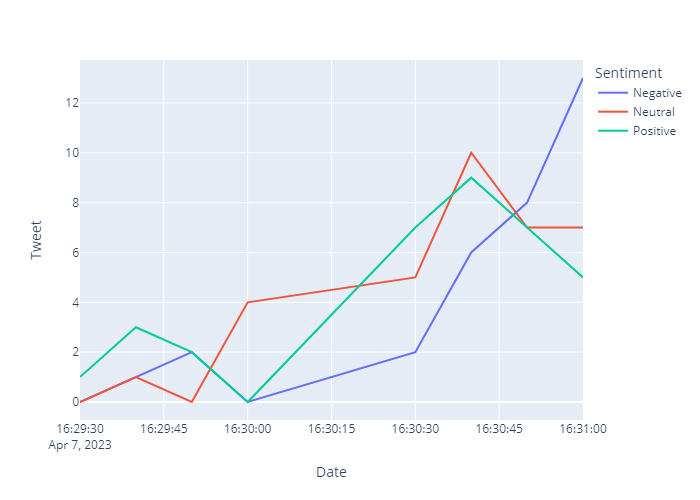 Sentiment
Negative
Neutral
Positive
12
10
8
6
4
2
0
Tweet
16:29:30 16:29:45 16:30:00 16:30:15 16:30:30 16:30:45 16:31:00
Apr 7, 2023
Date